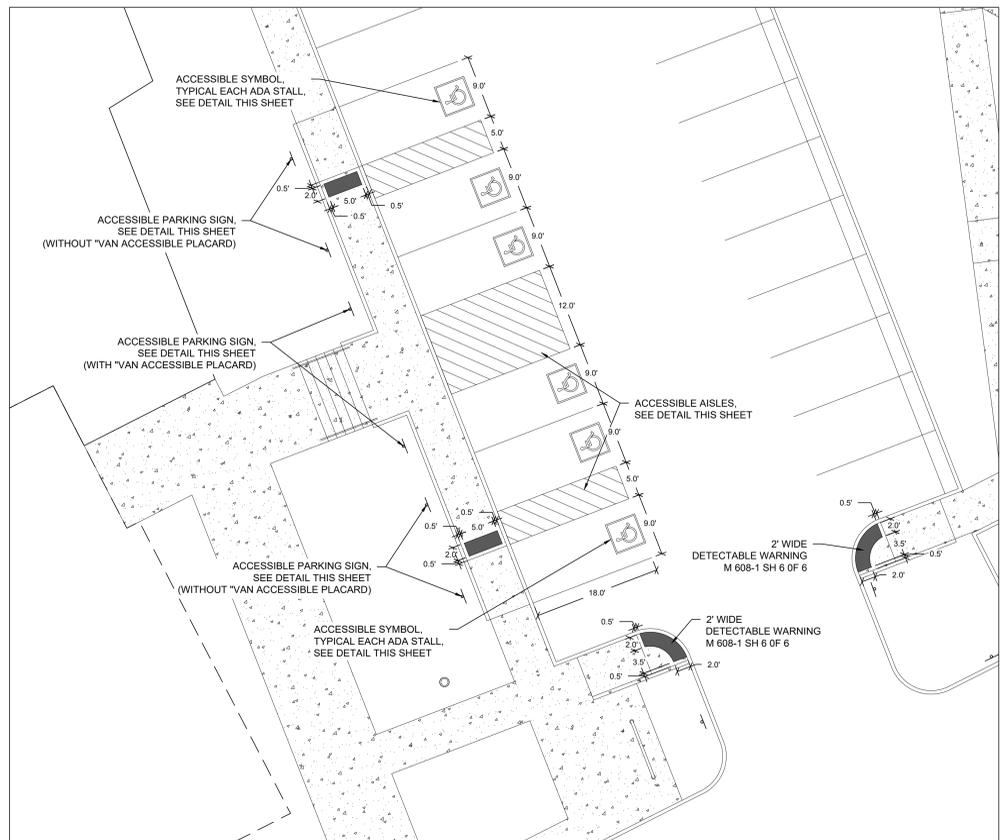 ACCESSIBLE SYMBOL,
TYPICAL EACH ADA STALL,
SEE DETAIL THIS SHEET
9.0'
5.0'
9.0'
0.5'
2.0'
5.0'
0.5'
0.5'
ACCESSIBLE PARKING SIGN,
SEE DETAIL THIS SHEET
(WITHOUT "VAN ACCESSIBLE PLACARD)
9.0'
12.0'
ACCESSIBLE PARKING SIGN,
SEE DETAIL THIS SHEET
(WITH "VAN ACCESSIBLE PLACARD)
9.0'
ACCESSIBLE AISLES,
SEE DETAIL THIS SHEET
9.0'
5.0'
0.5'
0.5'
5.0'
2.0'
0.5'
9.0'
ACCESSIBLE PARKING SIGN,
SEE DETAIL THIS SHEET
(WITHOUT "VAN ACCESSIBLE PLACARD)
18.0'
0.5'
2.0'
3.5'
0.5'
2.0'
2' WIDE
DETECTABLE WARNING
M 608-1 SH 6 0F 6
ACCESSIBLE SYMBOL,
TYPICAL EACH ADA STALL,
SEE DETAIL THIS SHEET
0.5'
2.0'
3.5'
0.5'
2.0'
2' WIDE
DETECTABLE WARNING
M 608-1 SH 6 0F 6